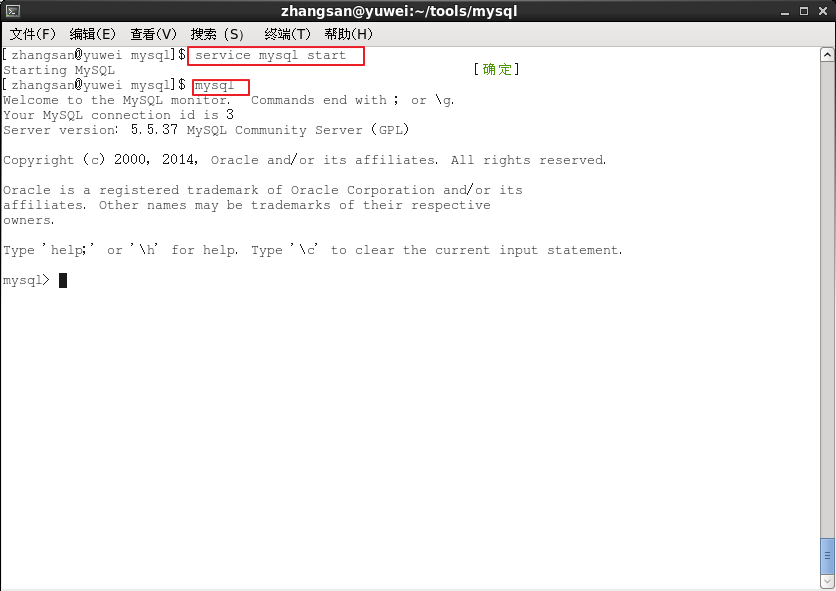 zhangsan@yuwei:~/tools/mysql
文件(F) 编辑(E) 查看(V) 搜索 (S) 终端(T) 帮助(H)
[zhangsan@yuwei mysql]$ service mysql start
Starting MySQL [确定]
[zhangsan@yuwei mysql]$ mysql
Welcome to the MySQL monitor.  Commands end with ; or \g.
Your MySQL connection id is 3
Server version: 5.5.37 MySQL Community Server (GPL)
Copyright (c) 2000, 2014, Oracle and/or its affiliates. All rights reserved.
Oracle is a registered trademark of Oracle Corporation and/or its
affiliates. Other names may be trademarks of their respective
owners.
Type 'help;' or '\h' for help. Type '\c' to clear the current input statement.
mysql>